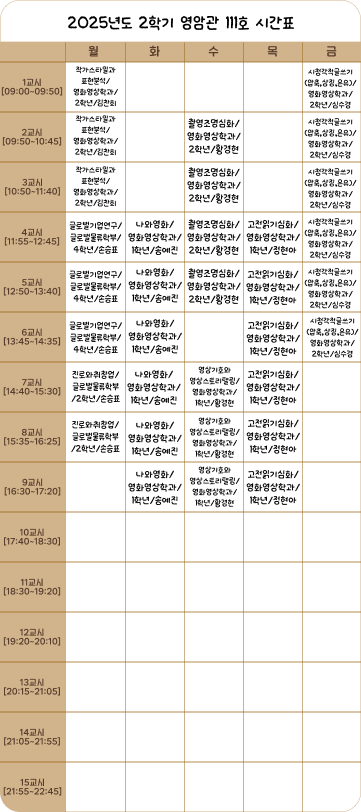 2025년도 2학기 영암관 111호 시간표
월 화 수 목 금
1교시
[09:00~09:50]
작가스타일과
표현분석/
영화영상학과/
2학년/김찬희
시청각적글쓰기
(압축,상징,은유)/
영화영상학과/
2학년/심수경
2교시
[09:50~10:45]
작가스타일과
표현분석/
영화영상학과/
2학년/김찬희
촬영조명심화/
영화영상학과/
2학년/황경현
시청각적글쓰기
(압축,상징,은유)/
영화영상학과/
2학년/심수경
3교시
[10:50~11:40]
작가스타일과
표현분석/
영화영상학과/
2학년/김찬희
촬영조명심화/
영화영상학과/
2학년/황경현
시청각적글쓰기
(압축,상징,은유)/
영화영상학과/
2학년/심수경
4교시
[11:55~12:45]
글로벌기업연구/
글로벌물류학부/
4학년/손승표
나와영화/
영화영상학과/
1학년/송예진
촬영조명심화/
영화영상학과/
2학년/황경현
고전읽기심화/
영화영상학과/
1학년/정현아
시청각적글쓰기
(압축,상징,은유)/
영화영상학과/
2학년/심수경
5교시
[12:50~13:40]
글로벌기업연구/
글로벌물류학부/
4학년/손승표
나와영화/
영화영상학과/
1학년/송예진
촬영조명심화/
영화영상학과/
2학년/황경현
고전읽기심화/
영화영상학과/
1학년/정현아
시청각적글쓰기
(압축,상징,은유)/
영화영상학과/
2학년/심수경
6교시
[13:45~14:35]
글로벌기업연구/
글로벌물류학부/
4학년/손승표
나와영화/
영화영상학과/
1학년/송예진
고전읽기심화/
영화영상학과/
1학년/정현아
시청각적글쓰기
(압축,상징,은유)/
영화영상학과/
2학년/심수경
7교시
[14:40~15:30]
진로와취창업/
글로벌물류학부
/2학년/손승표
나와영화/
영화영상학과/
1학년/송예진
영상기호와
영상스토리텔링/
영화영상학과/
1학년/황경현
고전읽기심화/
영화영상학과/
1학년/정현아
8교시
[15:35~16:25]
진로와취창업/
글로벌물류학부
/2학년/손승표
나와영화/
영화영상학과/
1학년/송예진
영상기호와
영상스토리텔링/
영화영상학과/
1학년/황경현
고전읽기심화/
영화영상학과/
1학년/정현아
9교시
[16:30~17:20]
나와영화/
영화영상학과/
1학년/송예진
영상기호와
영상스토리텔링/
영화영상학과/
1학년/황경현
고전읽기심화/
영화영상학과/
1학년/정현아
10교시
[17:40~18:30]
11교시
[18:30~19:20]
12교시
[19:20~20:10]
13교시
[20:15~21:05]
14교시
[21:05~21:55]
15교시
[21:55~22:45]